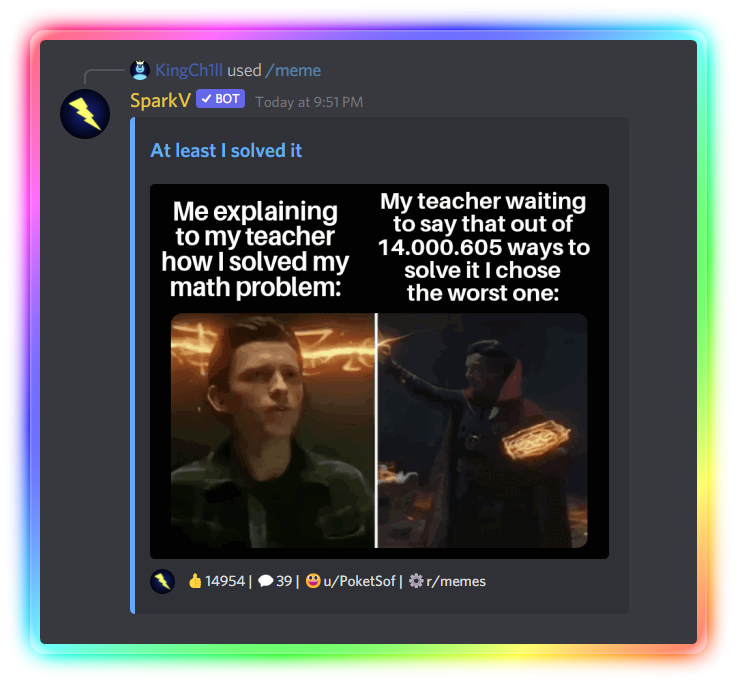 KingCh1ll used /meme
SparkV ✓ BOT Today at 9:51 PM
At least I solved it
Me explaining
to my teacher
how I solved my
math problem:
My teacher waiting
to say that out of
14.000.605 ways to
solve it I chose
the worst one:
👍 14954 | 💬 39 | 😃 u/PoketSof | ⚙️ r/memes